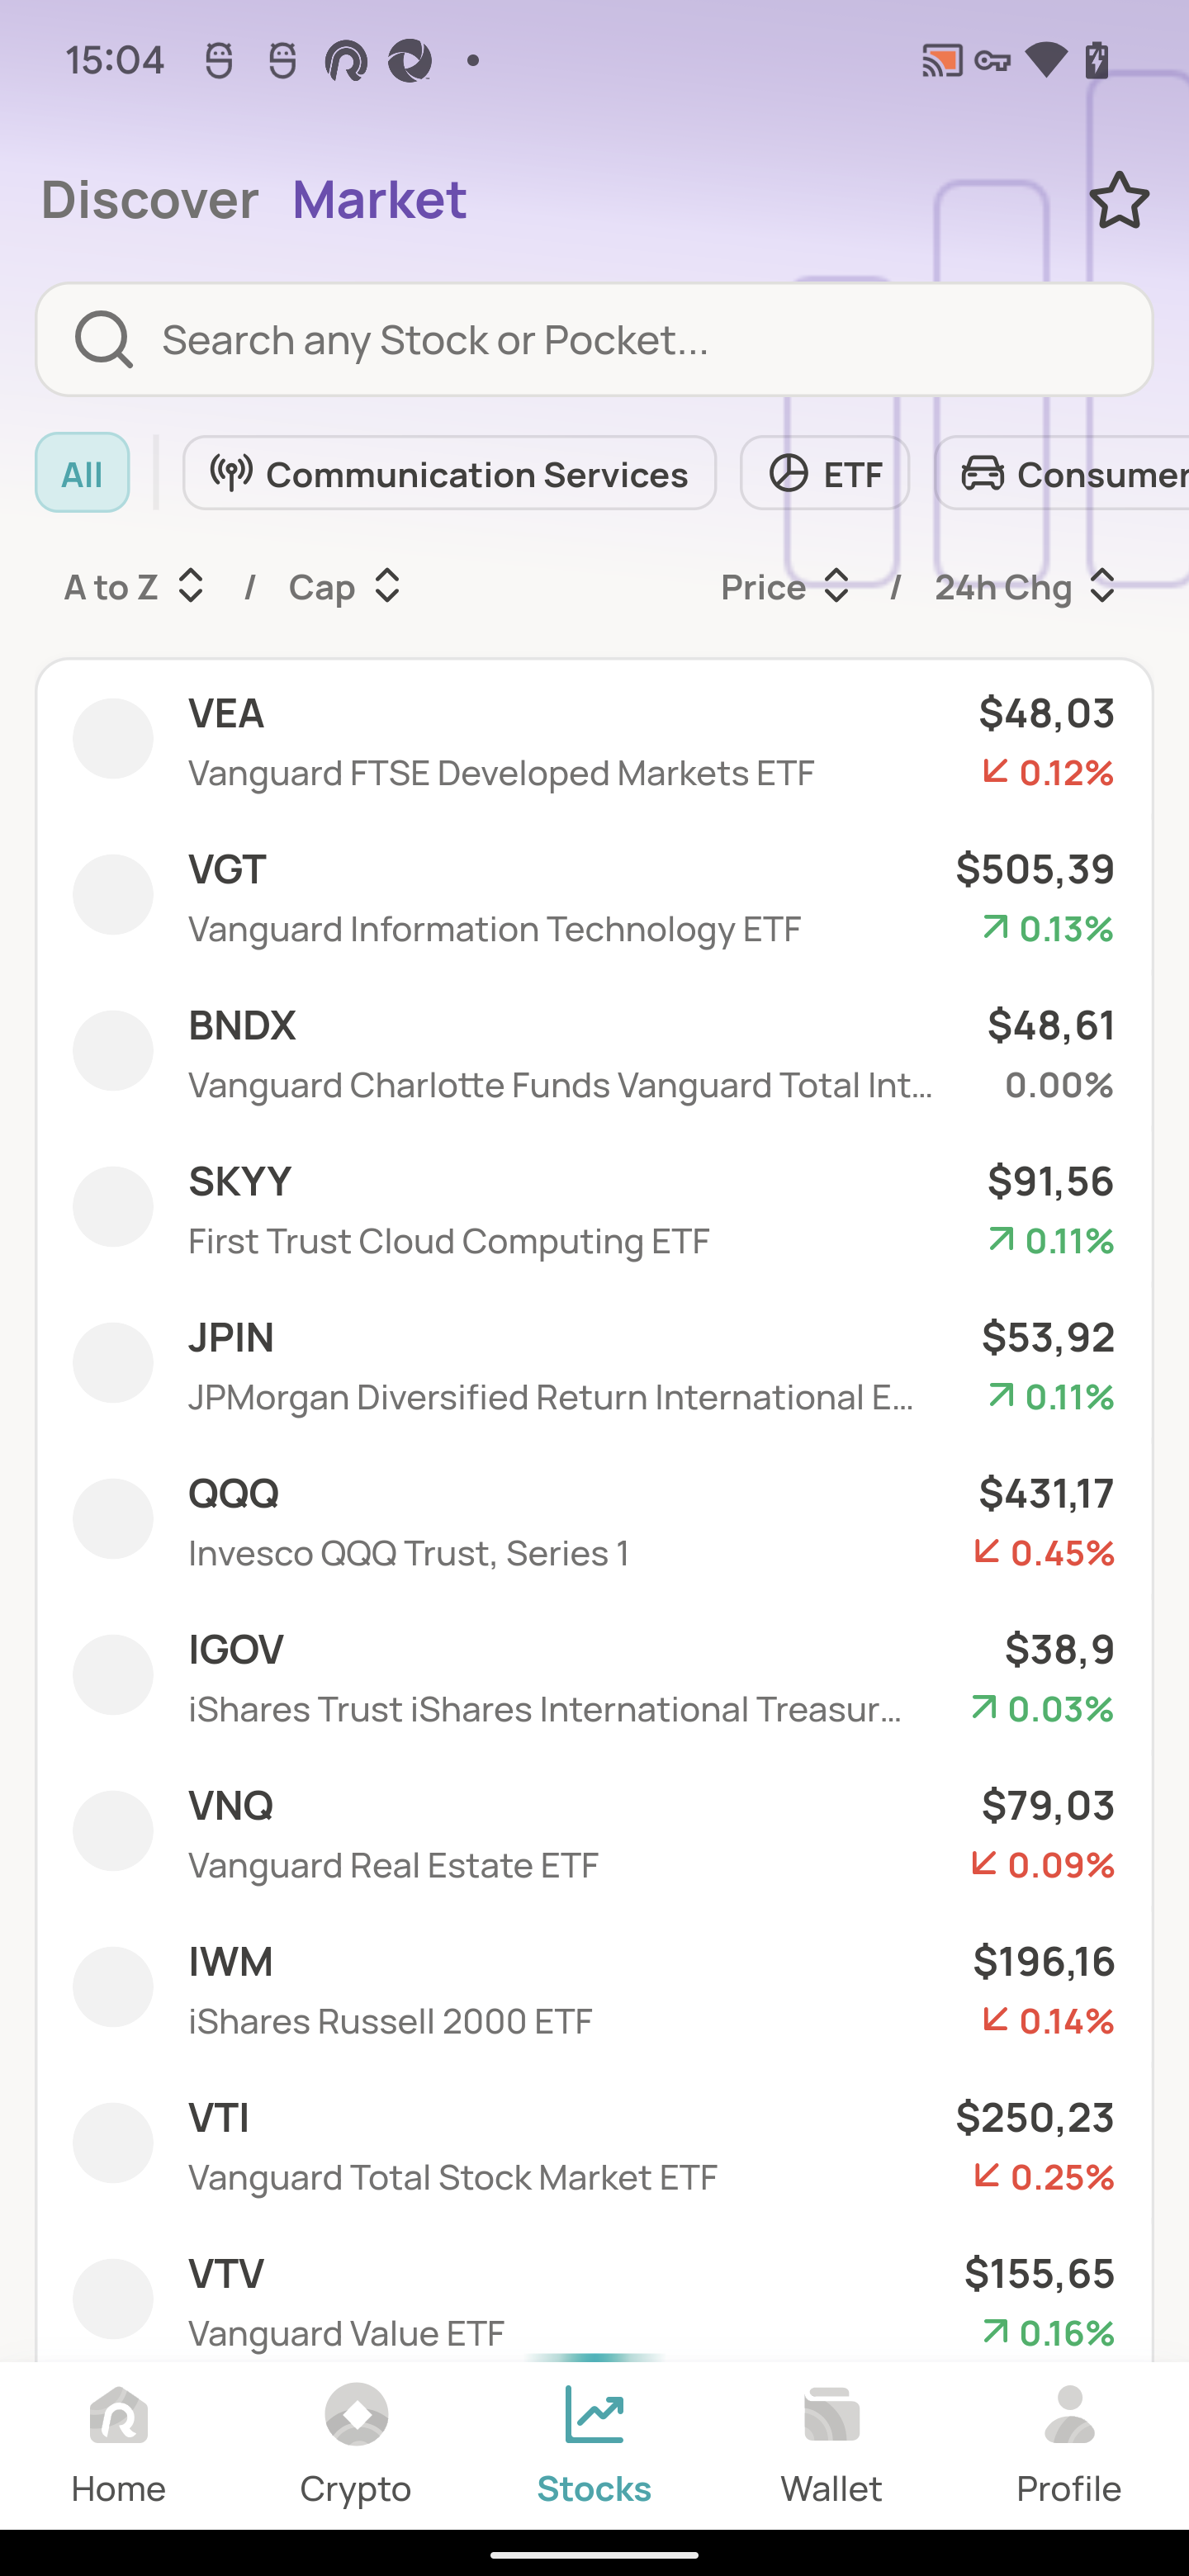 15:04
Discover Market
Search any Stock or Pocket...
All Communication Services ETF Consumer
A to Z / Cap Price / 24h Chg
VEA $48,03
Vanguard FTSE Developed Markets ETF 0.12%
VGT $505,39
Vanguard Information Technology ETF 0.13%
BNDX $48,61
Vanguard Charlotte Funds Vanguard Total Int... 0.00%
SKYY $91,56
First Trust Cloud Computing ETF 0.11%
JPIN $53,92
JPMorgan Diversified Return International E... 0.11%
QQQ $431,17
Invesco QQQ Trust, Series 1 0.45%
IGOV $38,9
iShares Trust iShares International Treasur... 0.03%
VNQ $79,03
Vanguard Real Estate ETF 0.09%
IWM $196,16
iShares Russell 2000 ETF 0.14%
VTI $250,23
Vanguard Total Stock Market ETF 0.25%
VTV $155,65
Vanguard Value ETF 0.16%
Home Crypto Stocks Wallet Profile